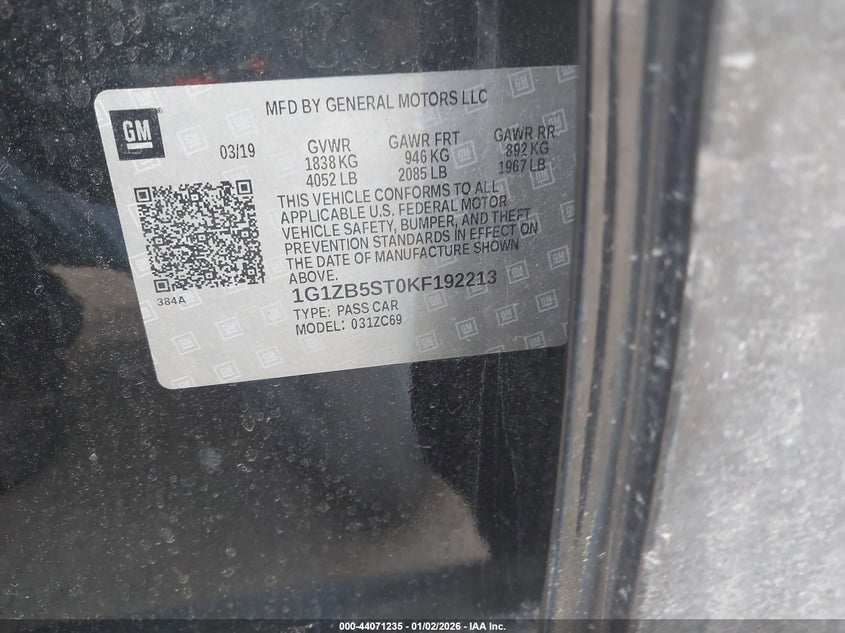 MFD BY GENERAL MOTORS LLC
GM
03/19
GVWR
1838 KG
4052 LB
GAWR FRT
946 KG
2085 LB
GAWR RR
892 KG
1967 LB
THIS VEHICLE CONFORMS TO ALL
APPLICABLE U.S. FEDERAL MOTOR
VEHICLE SAFETY, BUMPER, AND THEFT
PREVENTION STANDARDS IN EFFECT ON
THE DATE OF MANUFACTURE SHOWN
ABOVE.
384A
1G1ZB5ST0KF192213
TYPE: PASS CAR
MODEL: 031ZC69
000-44071235 - 01/02/2026 - IAA Inc.